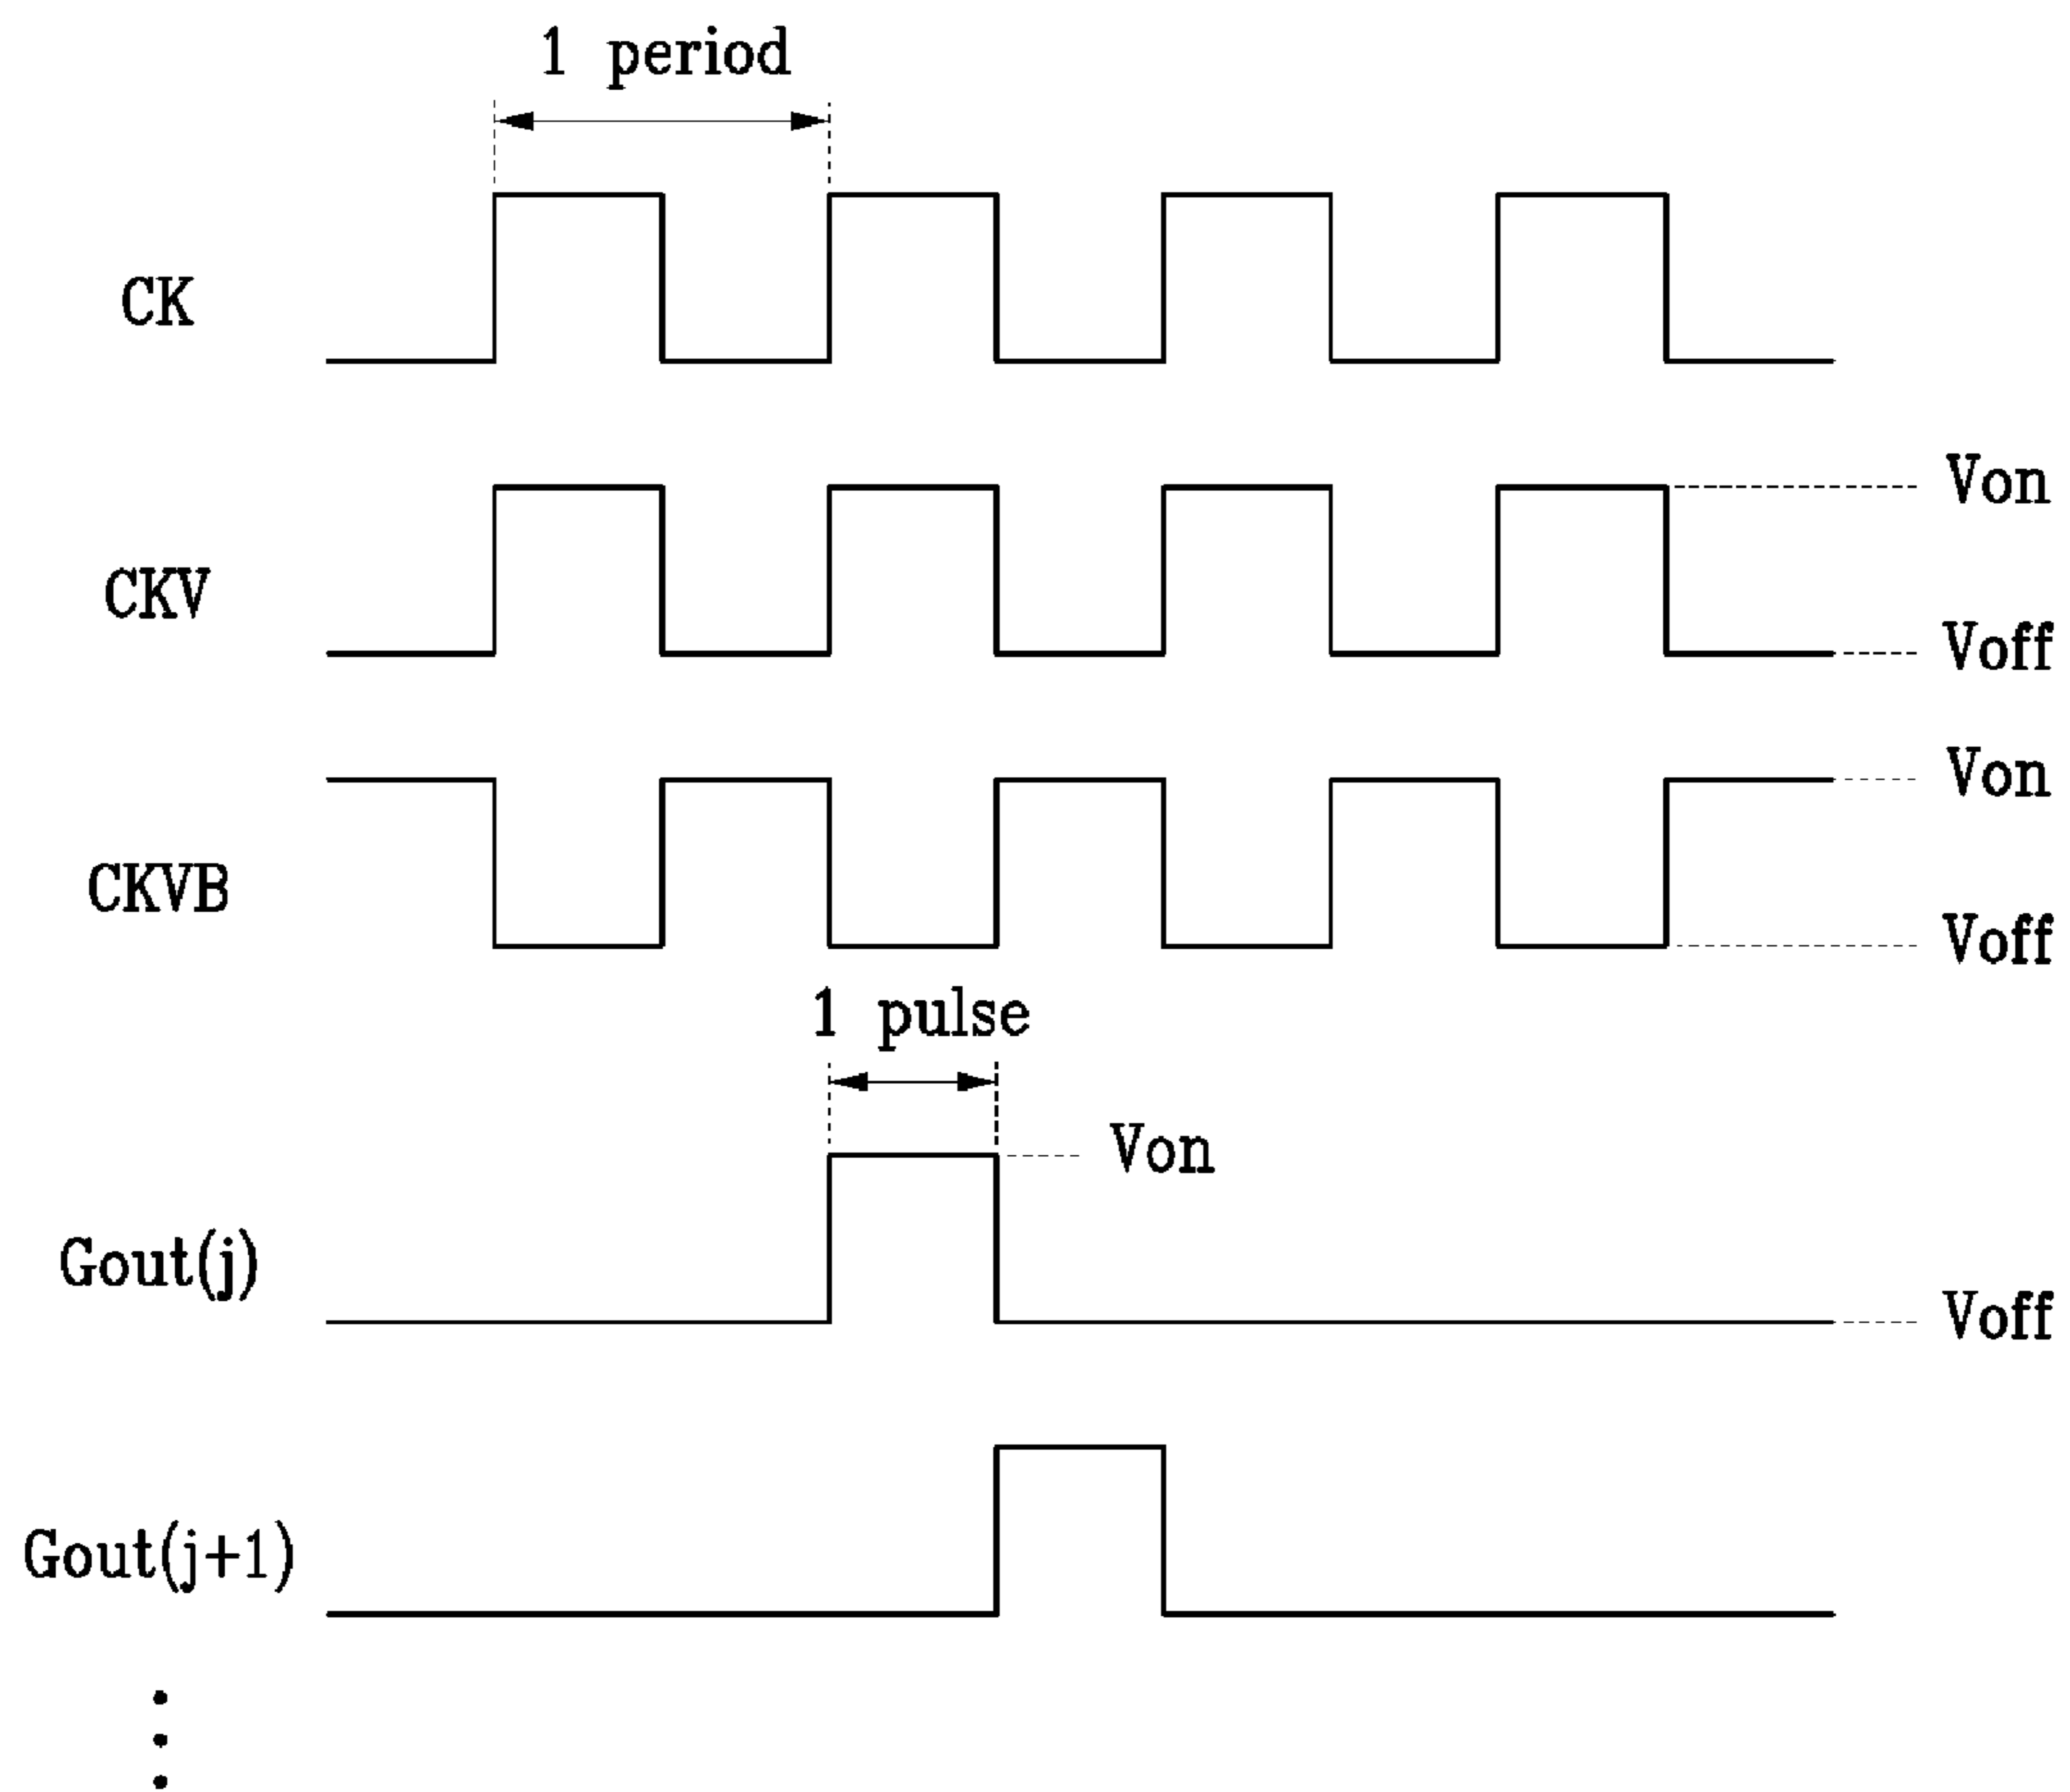 1 period
CK
Von
CKV
Voff
Von
CKVB
Voff
1 pulse
Von
Gout(j)
Voff
Gout(j+1)